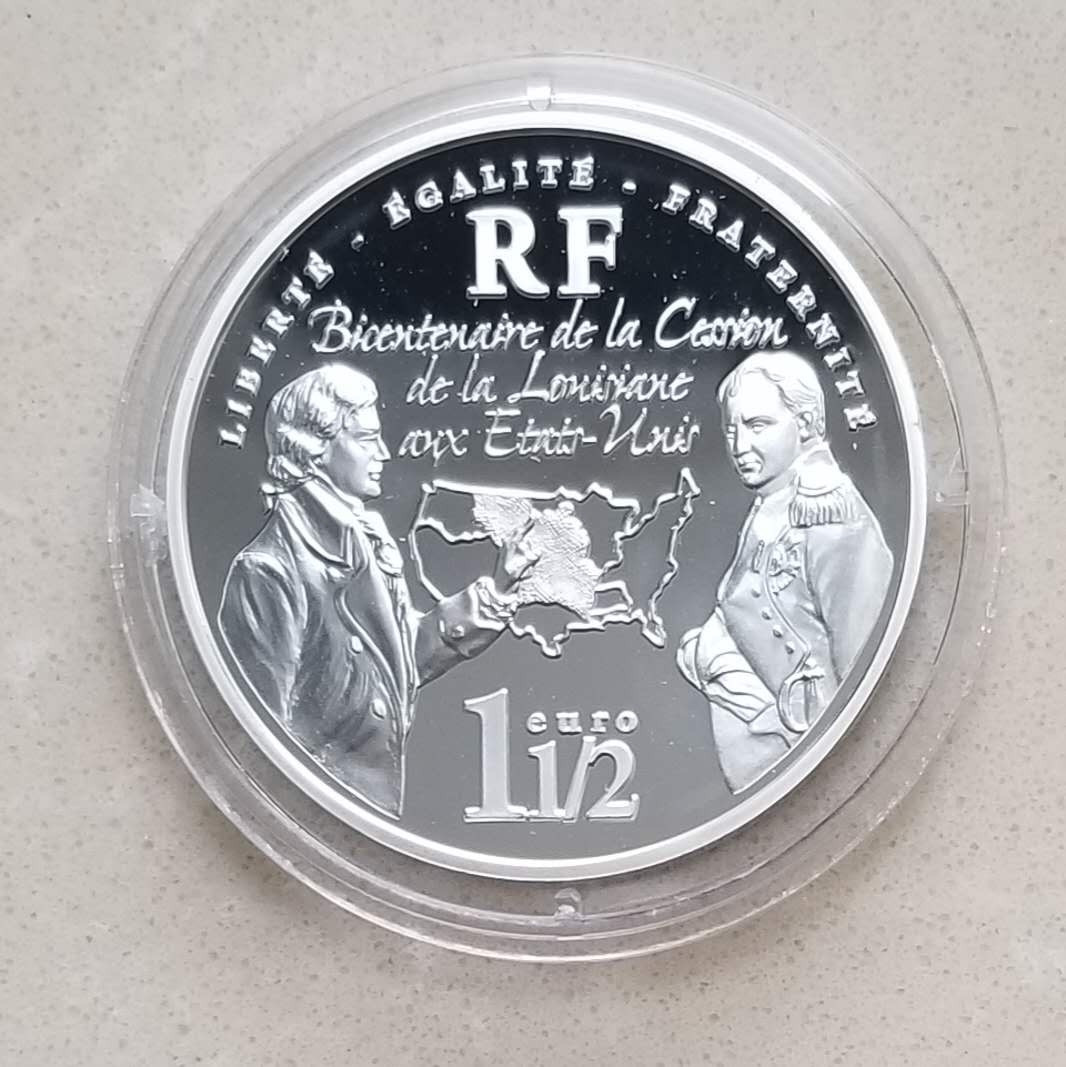 LIBERTÉ - ÉGALITÉ - FRATERNITÉ
RF
Bicentenaire de la Cession
de la Louisiane
aux Etats-Unis
1 1/2 euro